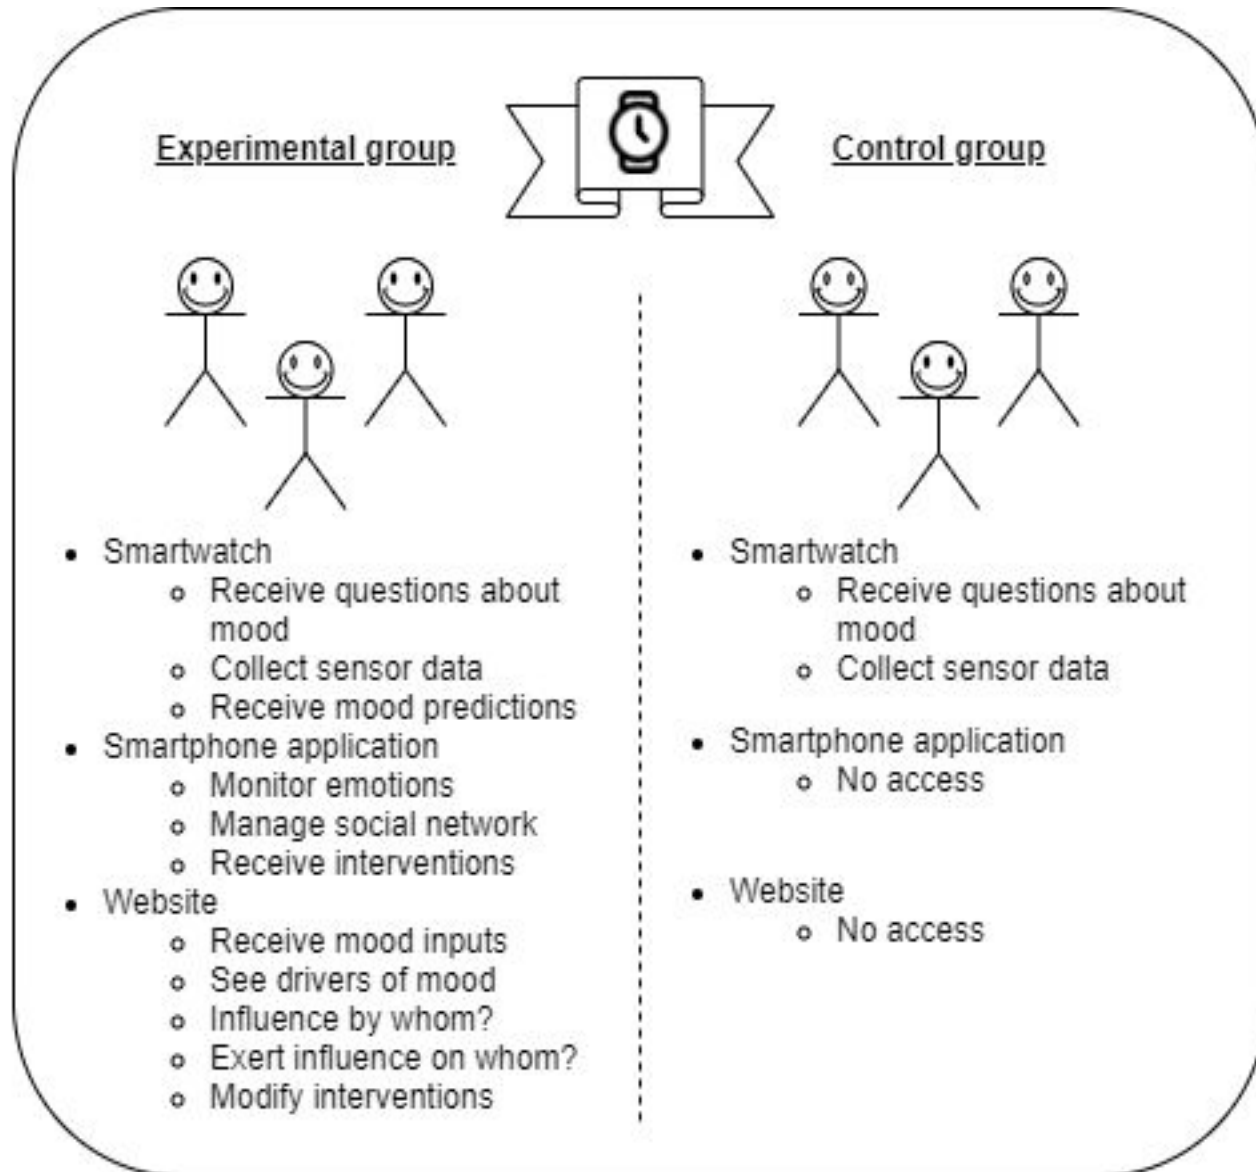 Experimental group
Control group
• Smartwatch
o Receive questions about
mood
o Collect sensor data
o Receive mood predictions
• Smartphone application
o Monitor emotions
o Manage social network
o Receive interventions
• Website
o Receive mood inputs
o See drivers of mood
o Influence by whom?
o Exert influence on whom?
o Modify interventions
• Smartwatch
o Receive questions about
mood
o Collect sensor data
• Smartphone application
o No access
• Website
o No access